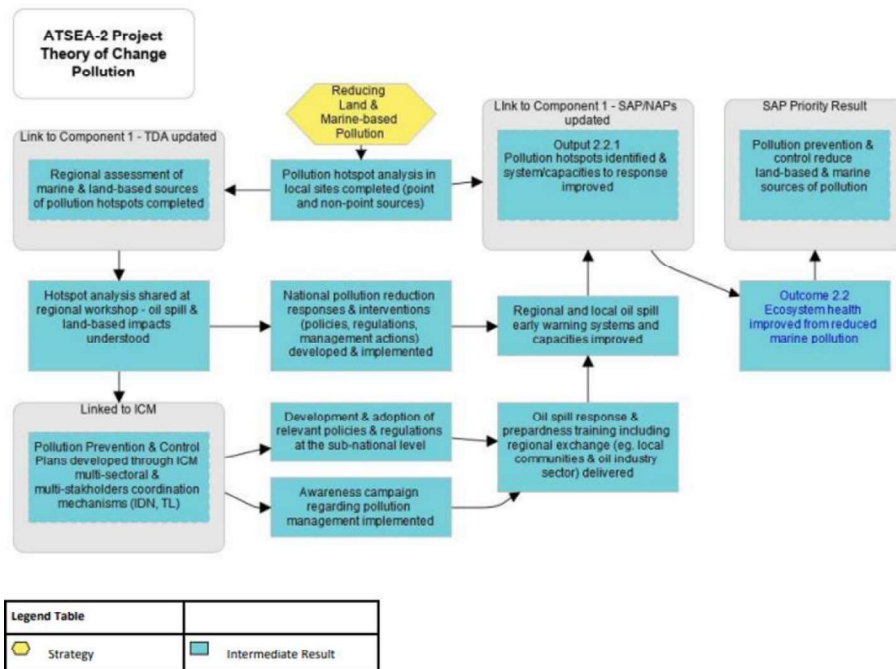 ATSEA-2 Project
Theory of Change
Pollution
Reducing
Land &
Marine-based
Pollution
Link to Component 1 - TDA updated
Regional assessment of
marine & land-based sources
of pollution hotspots completed
Pollution hotspot analysis in
local sites completed (point
and non-point sources)
LInk to Component 1 - SAP/NAPs
updated
Output 2.2.1
Pollution hotspots identified &
system/capacities to response
improved
SAP Priority Result
Pollution prevention &
control reduce
land-based & marine
sources of pollution
Hotspot analysis shared at
regional workshop - oil spill &
land-based impacts
understood
National pollution reduction
responses & interventions
(policies, regulations,
management actions)
developed & implemented
Regional and local oil spill
early warning systems and
capacities improved
Outcome 2.2
Ecosystem health
improved from reduced
marine pollution
Linked to ICM
Pollution Prevention & Control
Plans developed through ICM
multi-sectoral &
multi-stakholders coordination
mechanisms (IDN, TL)
Development & adoption of
relevant policies & regulations
at the sub-national level
Awareness campaign
regarding pollution
management implemented
Oil spill response &
prepardness training including
regional exchange (eg. local
communities & oil industry
sector) delivered
Legend Table
Strategy
Intermediate Result